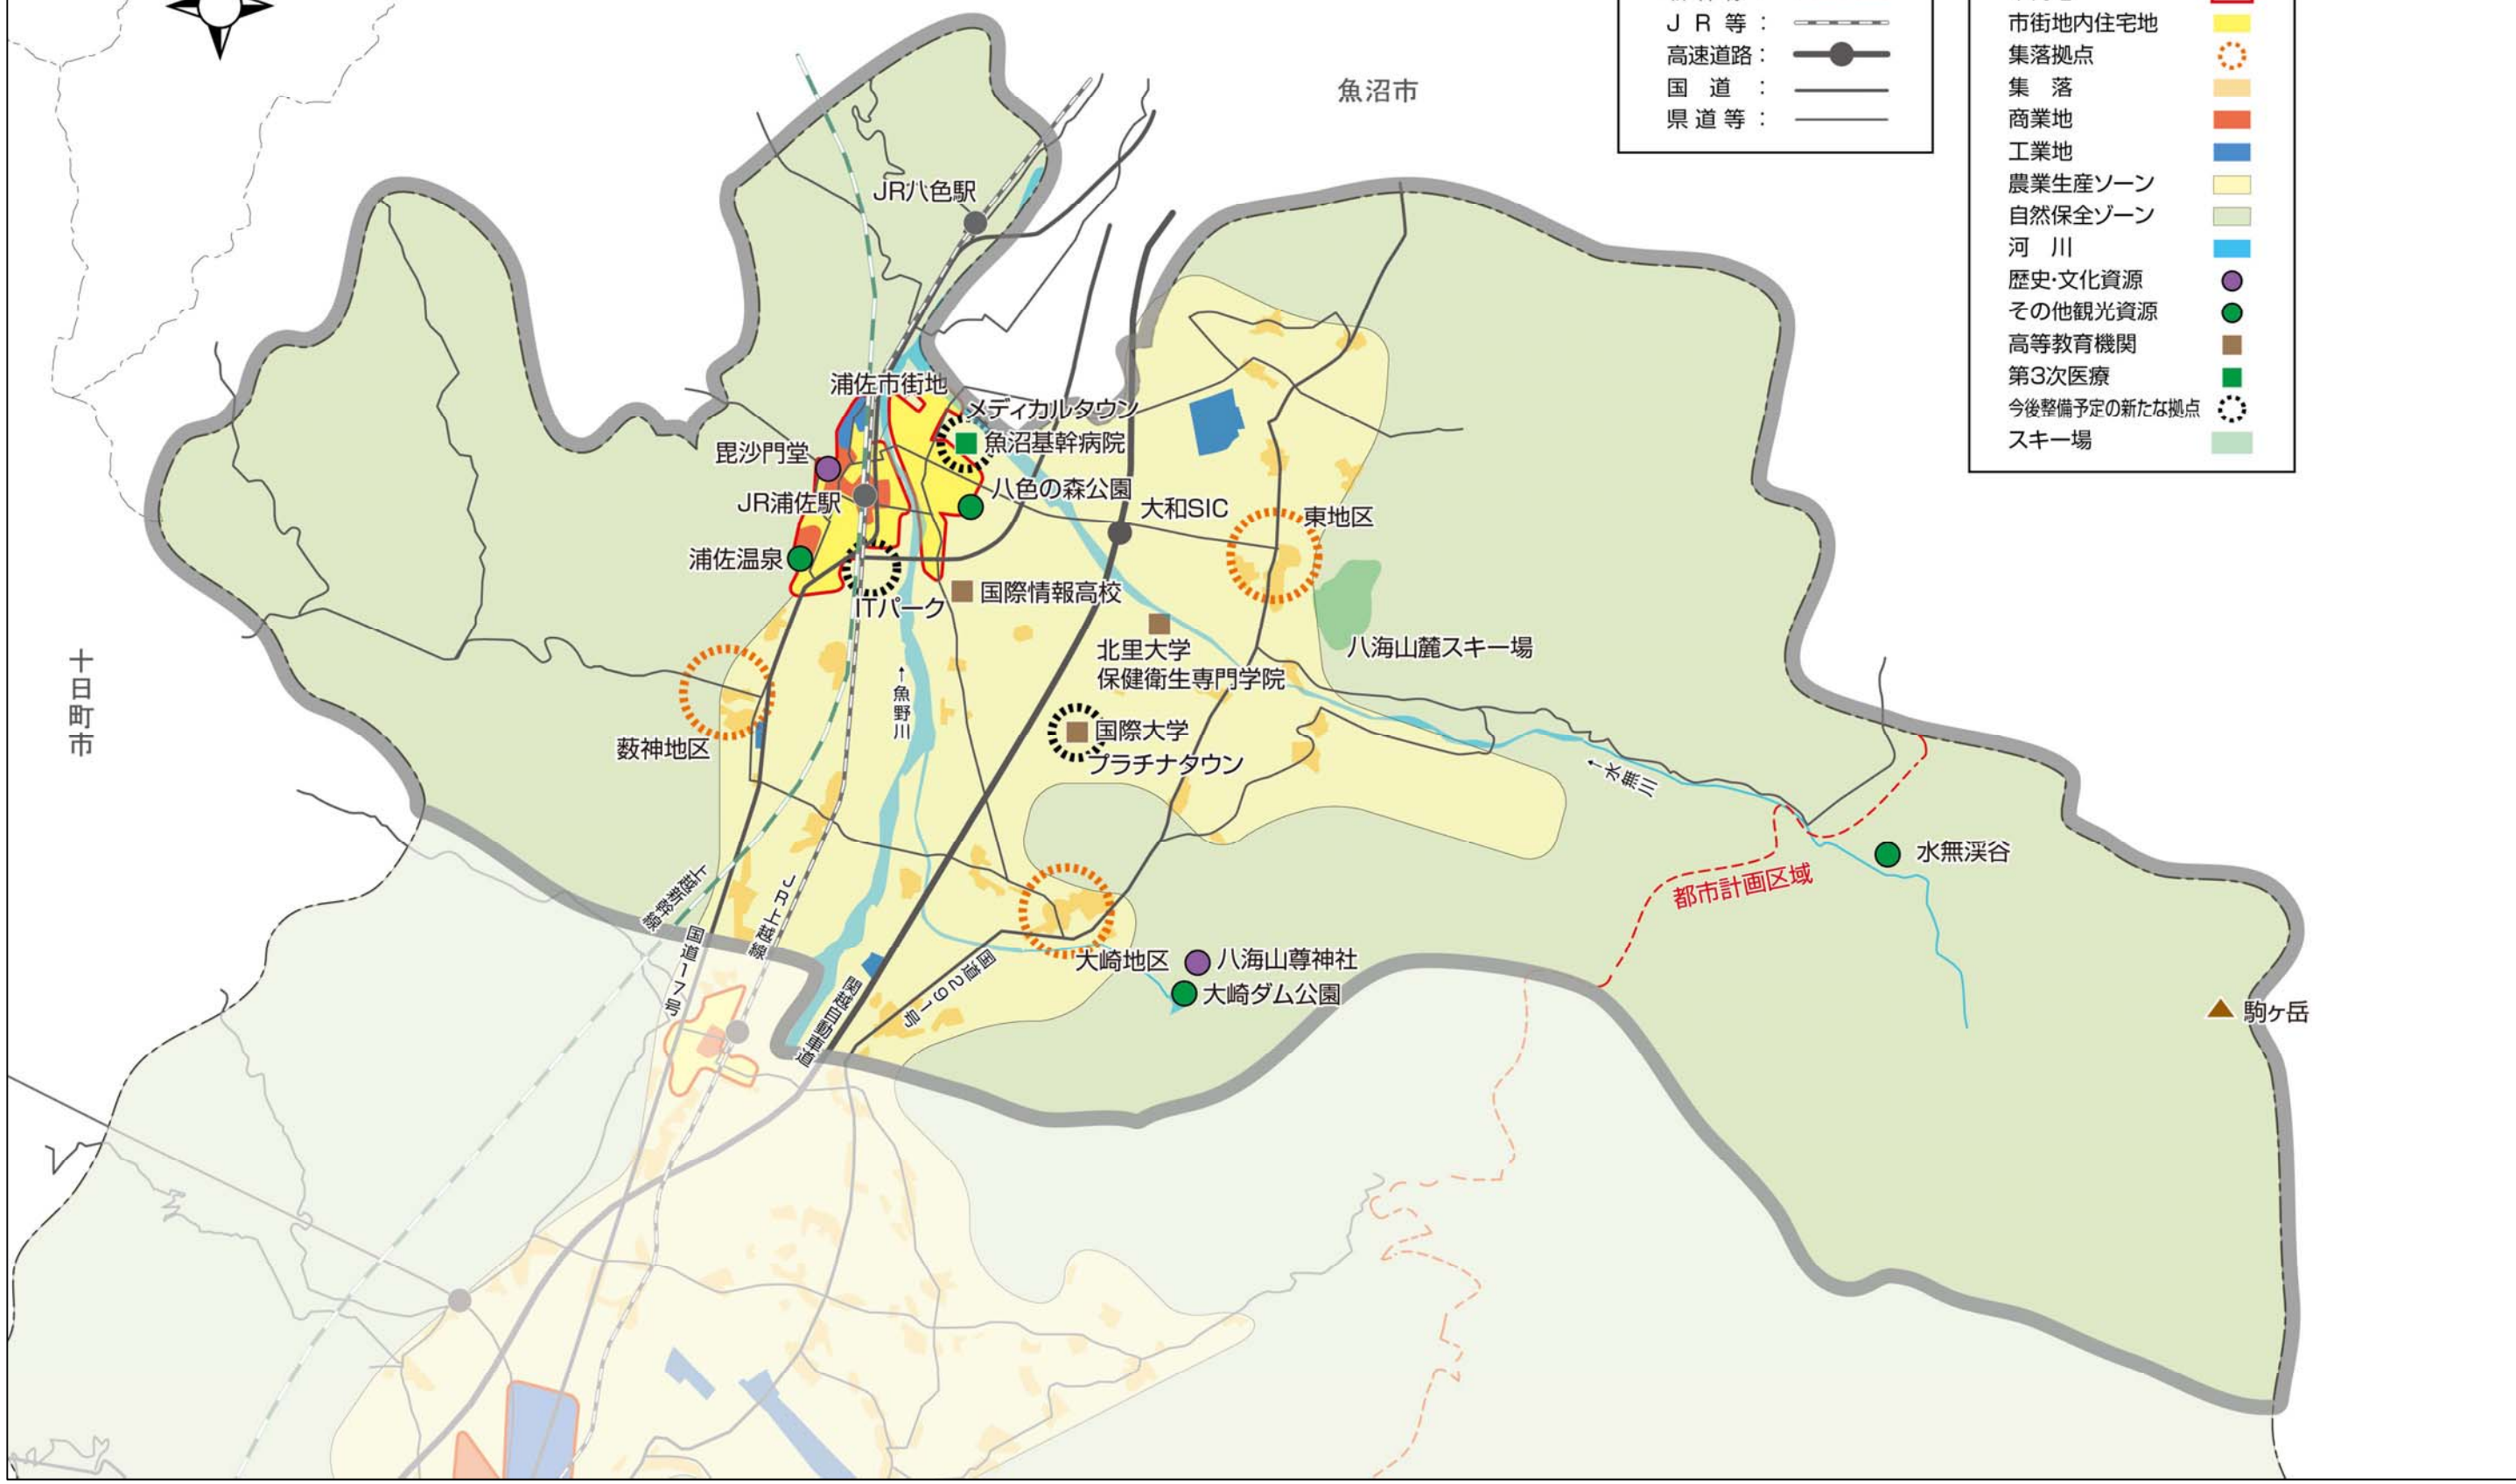 ＪＲ等：
高速道路：
国道：
県道等：
市街地内住宅地
集落拠点
集落
商業地
工業地
農業生産ソーン
自然保全ゾーン
河川
歴史・文化資源
その他観光資源
高等教育機関
第3次医療
今後整備予定の新たな拠点
スキー場
魚沼市
JR八色駅
浦佐市街地
メディカルタウン
魚沼基幹病院
毘沙門堂
JR浦佐駅
八色の森公園
大和SIC
東地区
浦佐温泉
ITパーク
国際情報高校
北里大学
保健衛生専門学院
八海山麓スキー場
十日町市
←魚野川
薮神地区
国際大学
プラチナタウン
←水無川
水無渓谷
都市計画区域
上越新幹線
国道17号
JR上越線
関越自動車道
国道291号
大崎地区
八海山尊神社
大崎ダム公園
駒ヶ岳